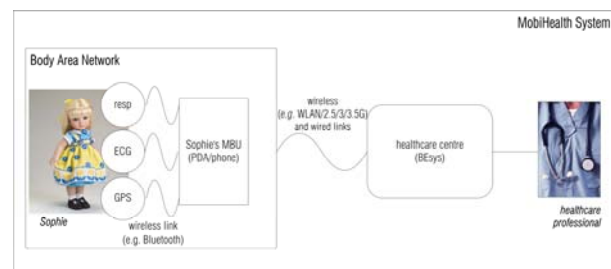 MobiHealth System
Body Area Network
resp
ECG
GPS
Sophie
Sophie's MBU
(PDA/phone)
wireless link
(e.g. Bluetooth)
wireless
(e.g. WLAN/2.5/3/3.5G)
and wired links
healthcare centre
(BEsys)
healthcare
professional